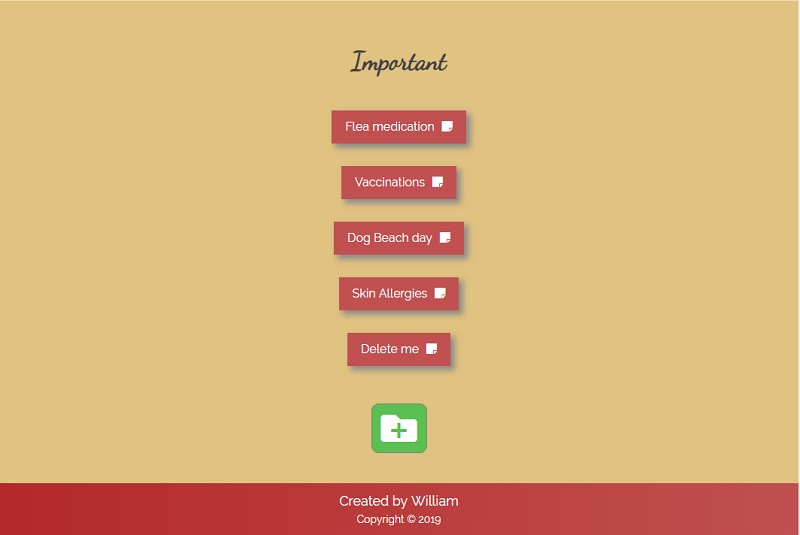 Important
Flea medication
Vaccinations
Dog Beach day
Skin Allergies
Delete me
Created by William
Copyright © 2019